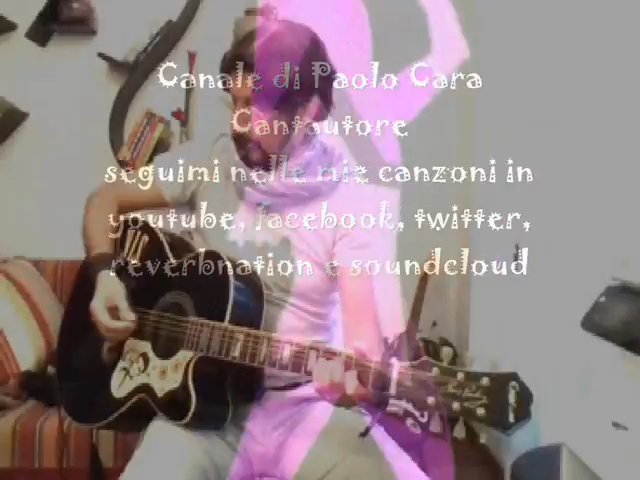 Canale di Paolo Cara
Cantautore
seguimi nelle mie canzoni in
youtube, facebook, twitter,
reverbnation e soundcloud